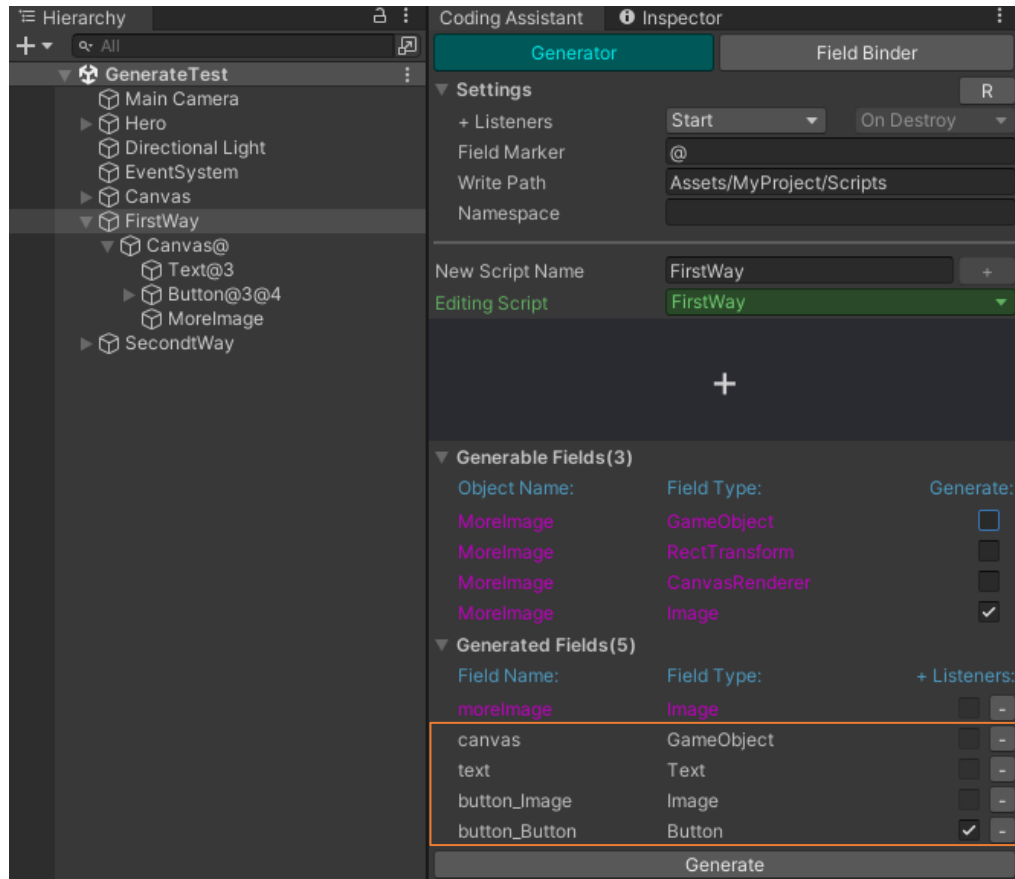 Hierarchy
All
GenerateTest
Main Camera
Hero
Directional Light
EventSystem
Canvas
FirstWay
Canvas@
Text@3
Button@3@4
MoreImage
SecondtWay
Coding Assistant Inspector
Generator Field Binder
Settings R
+ Listeners Start On Destroy
Field Marker @
Write Path Assets/MyProject/Scripts
Namespace
New Script Name FirstWay +
Editing Script FirstWay
+
Generable Fields(3)
Object Name: Field Type: Generate:
MoreImage GameObject
MoreImage RectTransform
MoreImage CanvasRenderer
MoreImage Image
Generated Fields(5)
Field Name: Field Type: + Listeners:
moreImage Image -
canvas GameObject -
text Text -
button_Image Image -
button_Button Button -
Generate